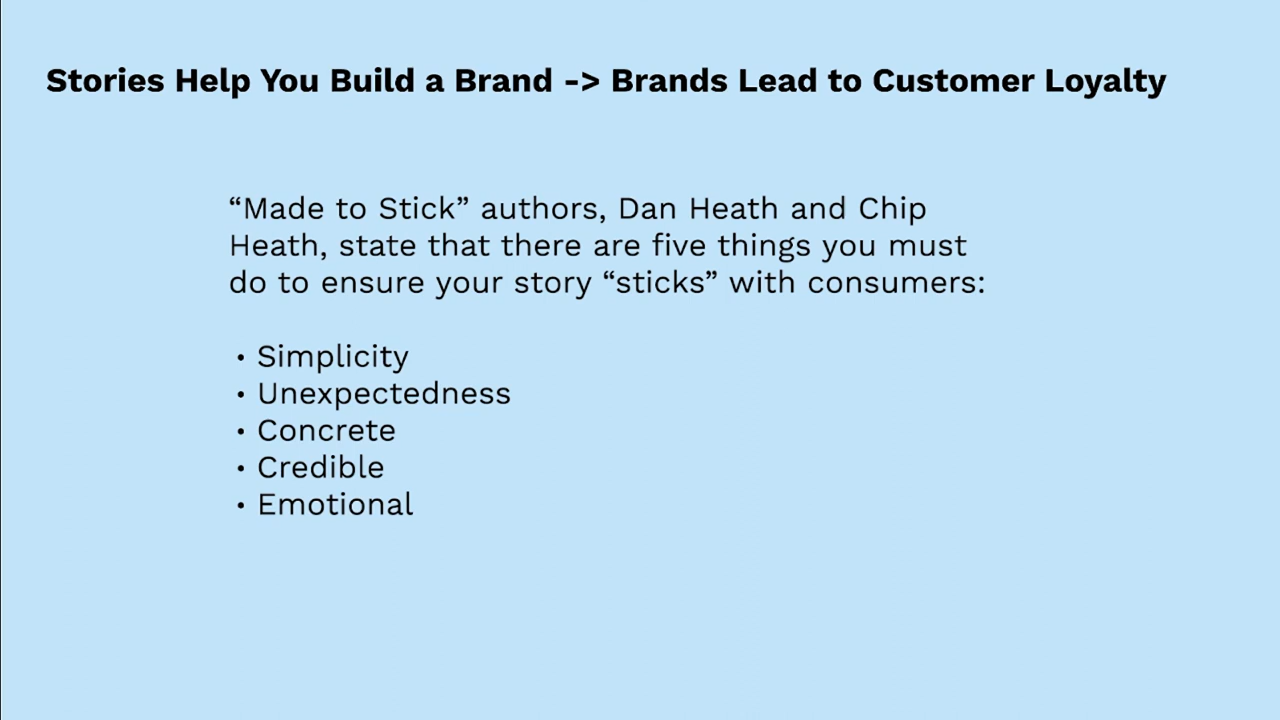 Stories Help You Build a Brand -> Brands Lead to Customer Loyalty
“Made to Stick” authors, Dan Heath and Chip
Heath, state that there are five things you must
do to ensure your story “sticks” with consumers:
• Simplicity
• Unexpectedness
• Concrete
• Credible
• Emotional